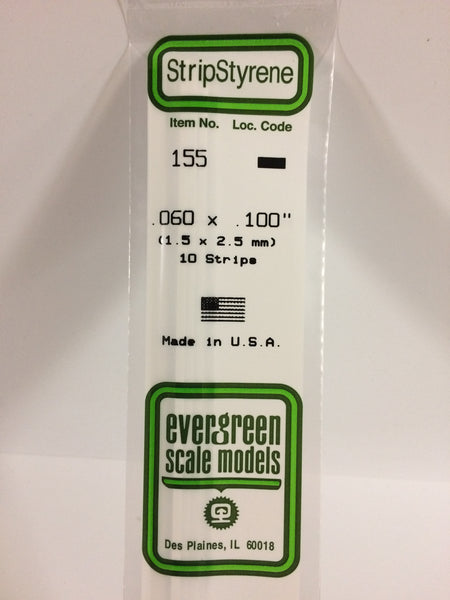 StripStyrene
Item No. Loc. Code
155
.060 x .100"
(1.5 x 2.5 mm)
10 Strips
Made in U.S.A.
evergreen
scale models
Des Plaines, IL 60018